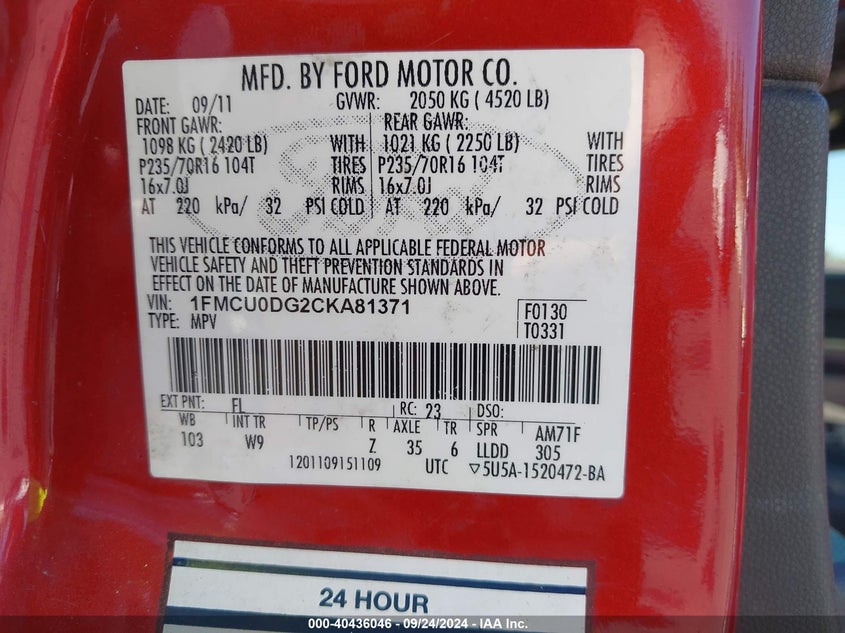 MFD. BY FORD MOTOR CO.
DATE: 09/11 GVWR: 2050 KG ( 4520 LB)
FRONT GAWR: REAR GAWR:
1098 KG ( 2420 LB) WITH 1021 KG ( 2250 LB) WITH
P235/70R16 104T TIRES P235/70R16 104T TIRES
16x7.0J RIMS 16x7.0J RIMS
AT 220 kPa/ 32 PSI COLD AT 220 kPa/ 32 PSI COLD
THIS VEHICLE CONFORMS TO ALL APPLICABLE FEDERAL MOTOR
VEHICLE SAFETY AND THEFT PREVENTION STANDARDS IN
EFFECT ON THE DATE OF MANUFACTURE SHOWN ABOVE.
VIN: 1FMCU0DG2CKA81371 F0130
TYPE: MPV T0331
EXT PNT: FL RC: 23 DSO:
WB INT TR TP/PS R AXLE TR SPR AM71F
103 W9 Z 35 6 LLDD 305
1201109151109 UTC ▽5U5A-1520472-BA
24 HOUR
000-40436046 - 09/24/2024 - IAA Inc.